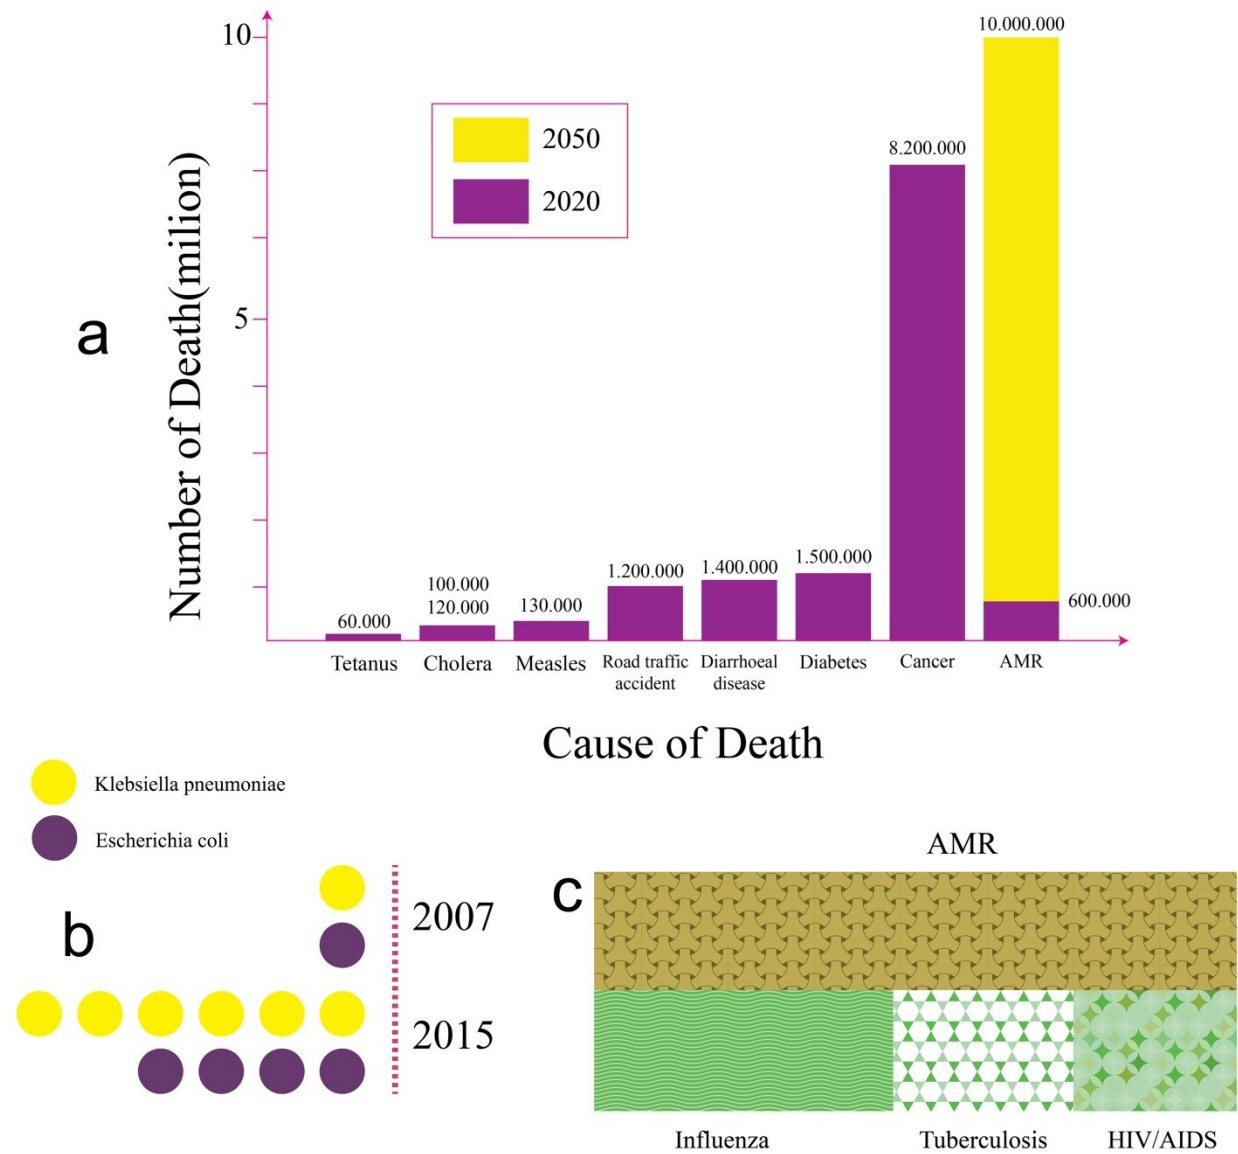 a
Number of Death(milion)
10
5
2050
2020
60.000
100.000
120.000
130.000
1.200.000
1.400.000
1.500.000
8.200.000
10.000.000
600.000
Tetanus
Cholera
Measles
Road traffic
accident
Diarrhoeal
disease
Diabetes
Cancer
AMR
Cause of Death
Klebsiella pneumoniae
Escherichia coli
b
2007
2015
c
AMR
Influenza
Tuberculosis
HIV/AIDS